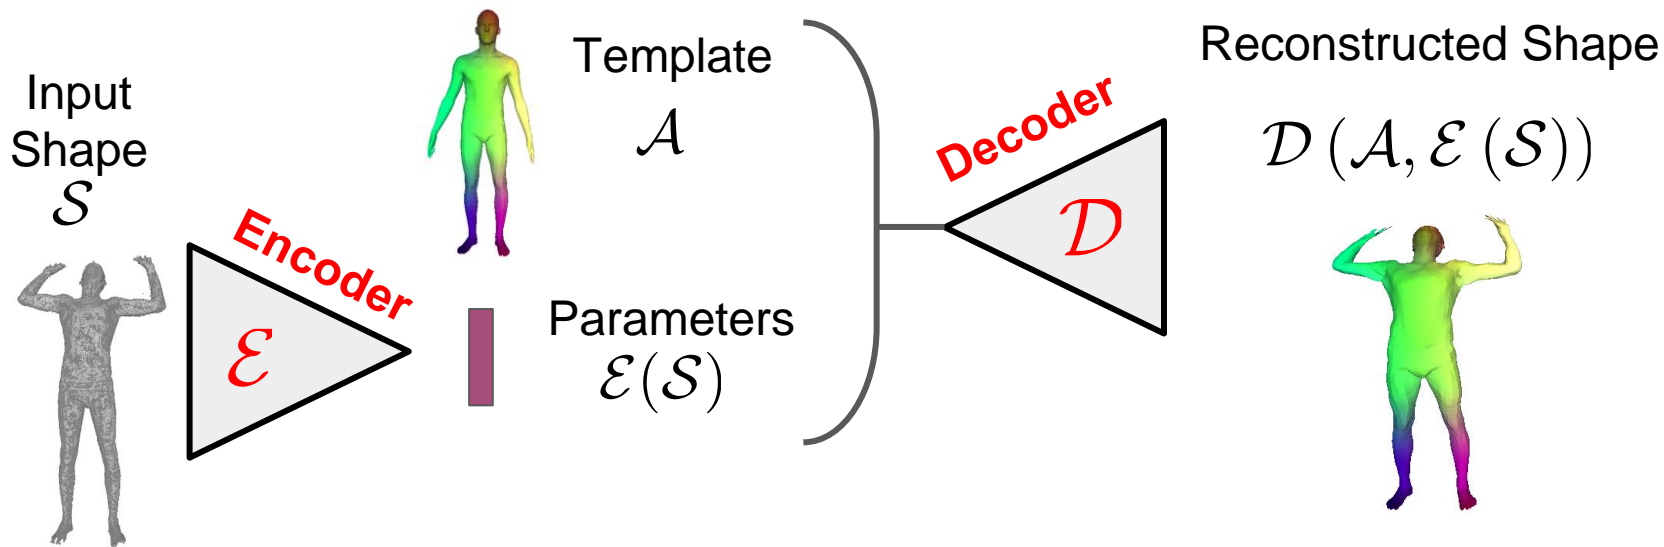 Input
Shape
𝒮
Encoder
ℰ
Template
𝒜
Parameters
ℰ(𝒮)
Decoder
𝒟
Reconstructed Shape
𝒟(𝒜, ℰ(𝒮))